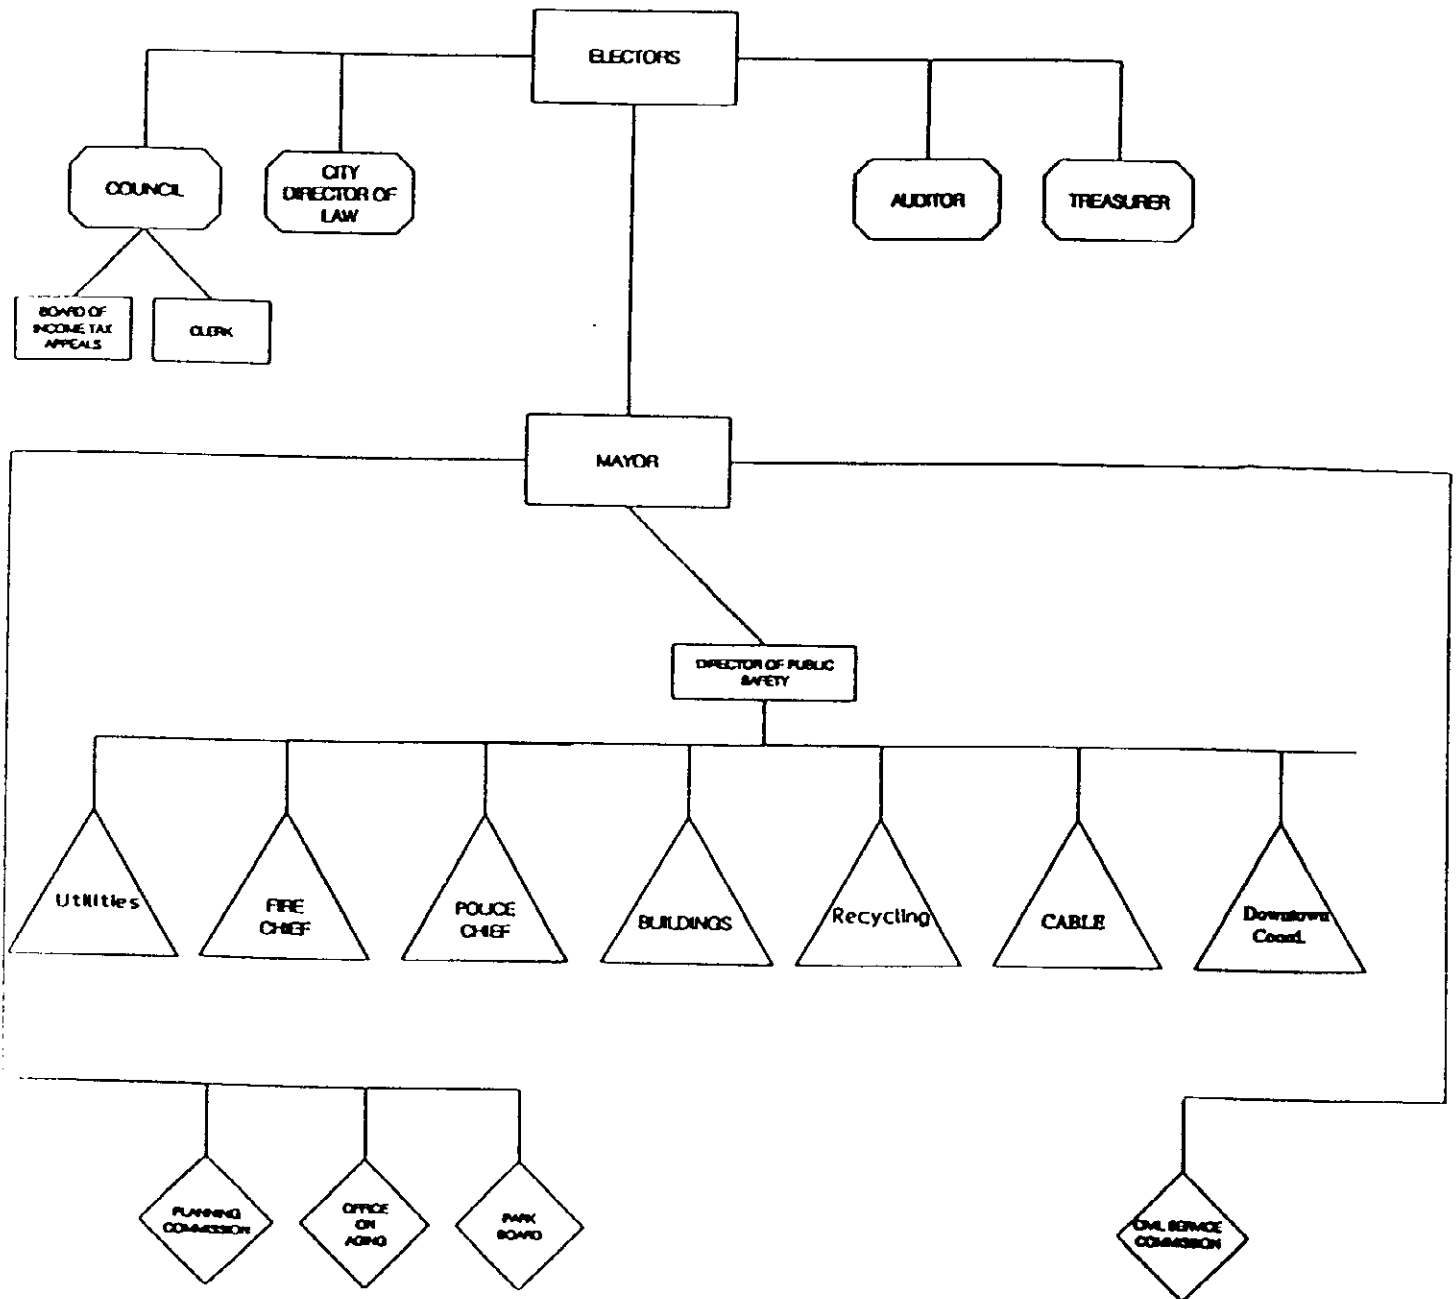 ELECTORS
COUNCIL
CITY
DIRECTOR OF
LAW
AUDITOR
TREASURER
BOARD OF
INCOME TAX
APPEALS
CLERK
MAYOR
DIRECTOR OF PUBLIC
SAFETY
Utilities
FIRE
CHIEF
POLICE
CHIEF
BUILDINGS
Recycling
CABLE
Downtown
Coord.
PLANNING
COMMISSION
OFFICE
ON
AGING
PARK
BOARD
CIVIL SERVICE
COMMISSION